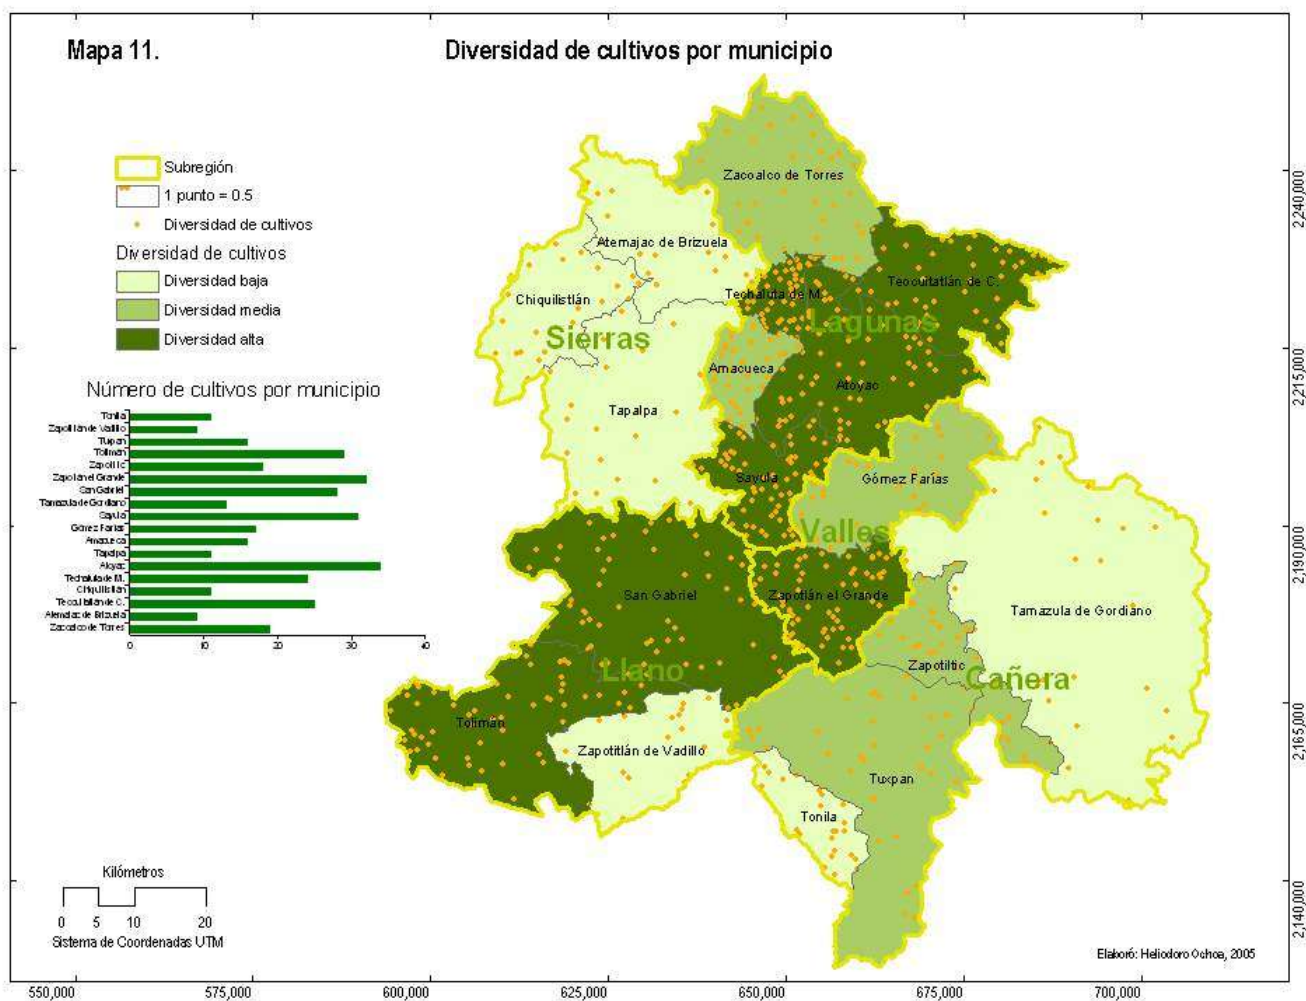 Mapa 11.
Diversidad de cultivos por municipio
Subregión
1 punto = 0.5
Diversidad de cultivos
Diversidad de cultivos
Diversidad baja
Diversidad media
Diversidad alta
Número de cultivos por municipio
Tonila
Zapotitlán de Vadillo
Tuxpan
Tolimán
Zapotiltic
Zapotlán el Grande
San Gabriel
Tamazula de Gordiano
Sayula
Gómez Farías
Amacueca
Tapalpa
Atoyac
Techaluta de M.
Chiquilistlán
Teocuitatlán de C.
Atemajac de Brizuela
Zacoalco de Torres
0 10 20 30 40
Zacoalco de Torres
Atemajac de Brizuela
Teocuitatlán de C.
Chiquilistlán
Techaluta de M.
Lagunas
Sierras
Amacueca
Atoyac
Tapalpa
Sayula
Gómez Farías
Valles
San Gabriel
Zapotlán el Grande
Tamazula de Gordiano
Zapotiltic
Llano
Cañera
Tolimán
Zapotitlán de Vadillo
Tuxpan
Tonila
2,240,000
2,215,000
2,190,000
2,165,000
2,140,000
Kilómetros
0 5 10 20
Sistema de Coordenadas UTM
Elaboró: Heliodoro Ochoa, 2005
550,000 575,000 600,000 625,000 650,000 675,000 700,000